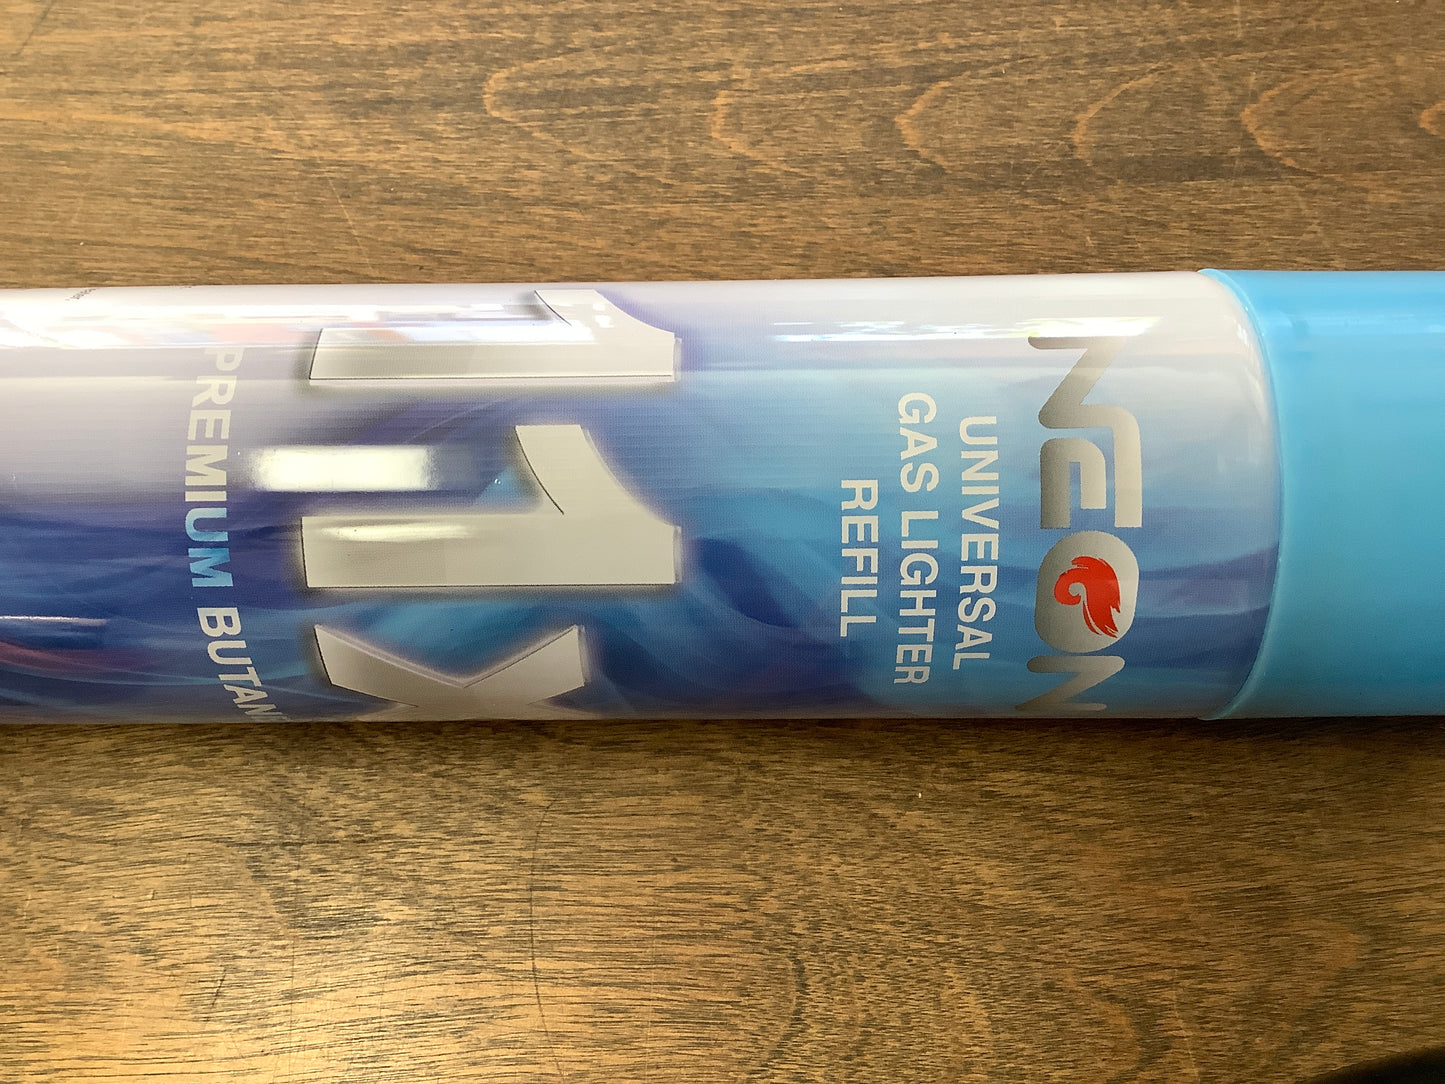 NEON
UNIVERSAL
GAS LIGHTER
REFILL
11x
PREMIUM BUTAN